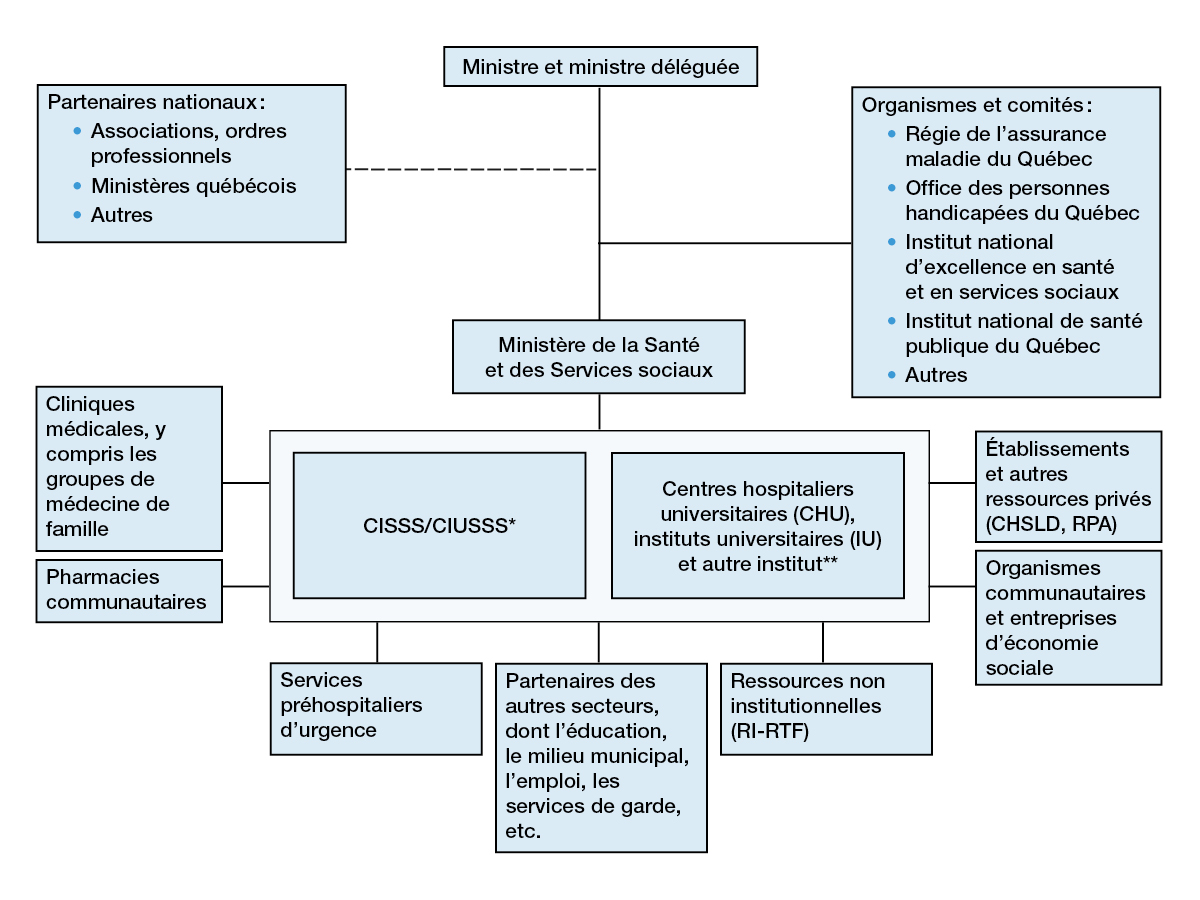 Ministre et ministre déléguée
Partenaires nationaux :
• Associations, ordres
professionnels
• Ministères québécois
• Autres
Organismes et comités :
• Régie de l’assurance
maladie du Québec
• Office des personnes
handicapées du Québec
• Institut national
d’excellence en santé
et en services sociaux
• Institut national de santé
publique du Québec
• Autres
Ministère de la Santé
et des Services sociaux
Cliniques
médicales, y
compris les
groupes de
médecine de
famille
Pharmacies
communautaires
CISSS/CIUSSS*
Centres hospitaliers
universitaires (CHU),
instituts universitaires (IU)
et autre institut**
Établissements
et autres
ressources privés
(CHSLD, RPA)
Organismes
communautaires
et entreprises
d’économie
sociale
Services
préhospitaliers
d’urgence
Partenaires des
autres secteurs,
dont l’éducation,
le milieu municipal,
l’emploi, les
services de garde,
etc.
Ressources non
institutionnelles
(RI-RTF)